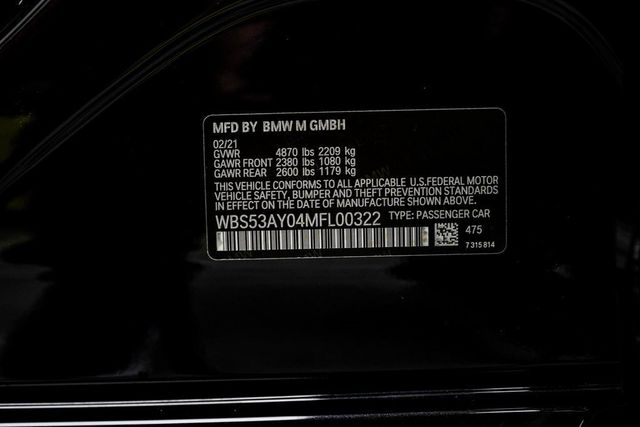 MFD BY BMW M GMBH
02/21
GVWR 4870 lbs 2209 kg
GAWR FRONT 2380 lbs 1080 kg
GAWR REAR 2600 lbs 1179 kg
THIS VEHICLE CONFORMS TO ALL APPLICABLE U.S.FEDERAL MOTOR
VEHICLE SAFETY, BUMPER AND THEFT PREVENTION STANDARDS
IN EFFECT ON THE DATE OF MANUFACTURE SHOWN ABOVE.
WBS53AY04MFL00322 TYPE: PASSENGER CAR
475
7 315 814